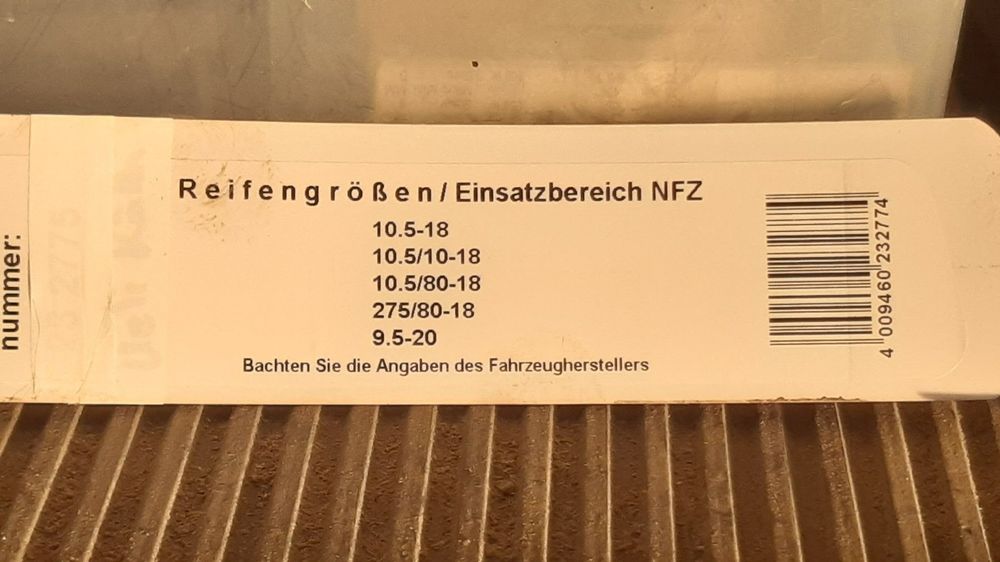 nummer:
Reifengrößen/Einsatzbereich NFZ
10.5-18
10.5/10-18
10.5/80-18
275/80-18
9.5-20
Bachten Sie die Angaben des Fahrzeugherstellers
4 009460 232774